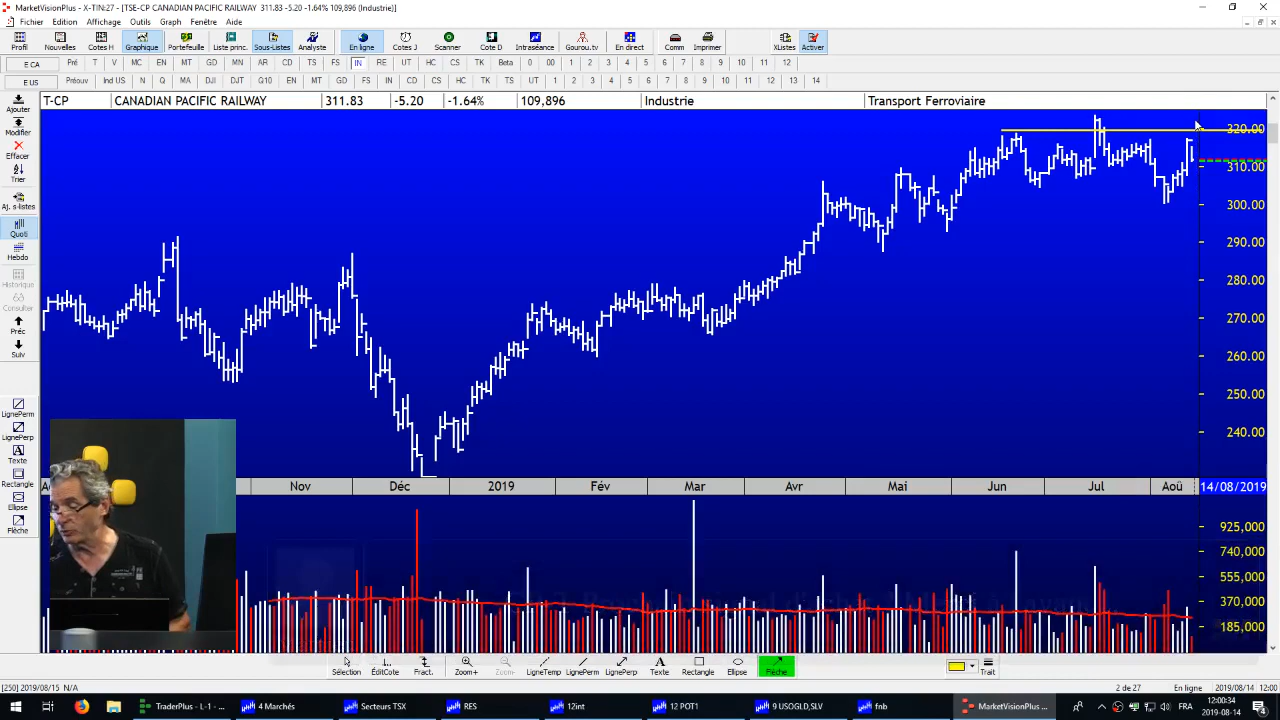 MarketVisionPlus - X-TIN:27 - [TSE-CP CANADIAN PACIFIC RAILWAY 311.83 -5.20 -1.64% 109,896 (Industrie)]
Fichier Edition Affichage Outils Graph Fenêtre Aide
Profil Nouvelles Cotes H Graphique Portefeuille Liste princ. Sous-Listes Analyste En ligne Cotes J Scanner Cote D Intraséance Gourou.tv En direct Comm Imprimer XListes Activer
E CA Pré T V MC EN MT GD MN AR CD TS FS IN RE UT HC CS TK Beta 0 00 1 2 3 4 5 6 7 8 9 10 11 12
E US Préouv Ind US N Q MA DJI DJT Q10 EN MT GD FS IN CD CS HC TK TS UT 1 2 3 4 5 6 7 8 9 10 11 12 13 14
T-CP CANADIAN PACIFIC RAILWAY 311.83 -5.20 -1.64% 109,896 Industrie Transport Ferroviaire
Ajouter
Modifier
Effacer
Trier
Aj. s-listes
Quoti
Hebdo
Historique
Consulter
Préc
Suiv
LignePerm
LignePerp
Texte
Rectangle
Ellipse
Flèche
320.00
310.00
300.00
290.00
280.00
270.00
260.00
250.00
240.00
Nov Déc 2019 Fév Mar Avr Mai Jun Jul Aoû 14/08/2019
925,000
740,000
555,000
370,000
185,000
Sélection ÉditCote Fract. Zoom+ Zoom- LigneTemp LignePerm LignePerp Texte Rectangle Ellipse Flèche Trait
[250] 2019/08/15 N/A 2 de 27 En ligne 2019/08/14 12:00
TraderPlus - L-1 - ... 4 Marchés Secteurs TSX RES 12int 12 POT1 9 USOGLD,SLV fnb MarketVisionPlus ... FRA 12:00:34
2019-08-14